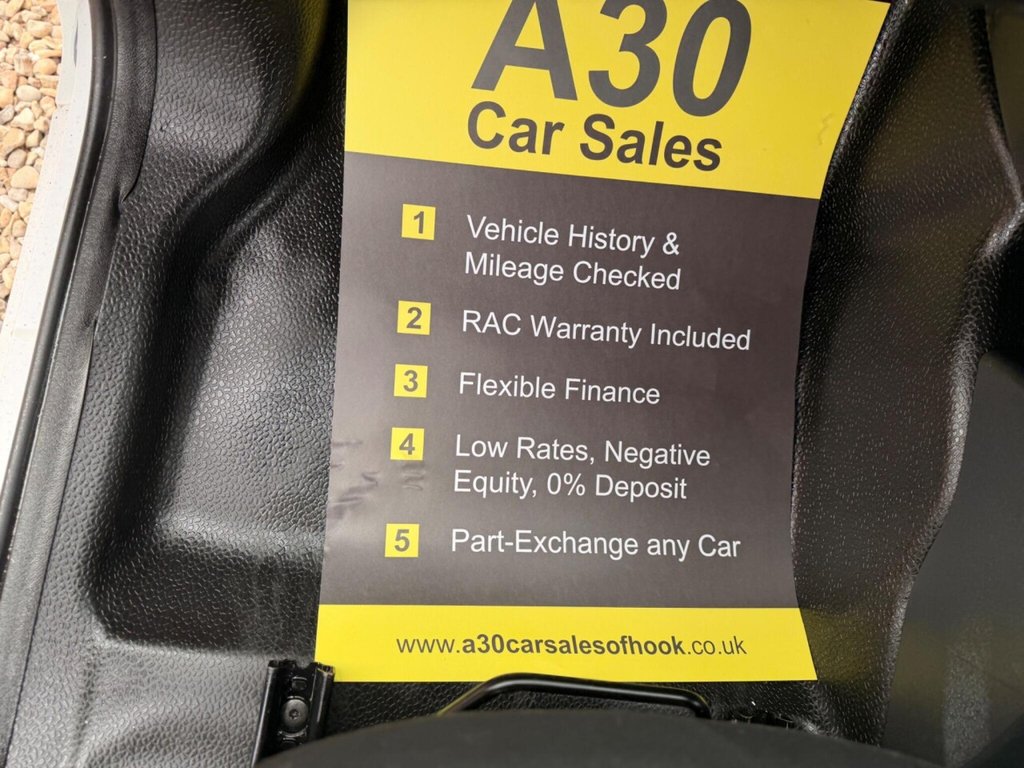 A30
Car Sales
1 Vehicle History &
Mileage Checked
2 RAC Warranty Included
3 Flexible Finance
4 Low Rates, Negative
Equity, 0% Deposit
5 Part-Exchange any Car
www.a30carsalesofhook.co.uk